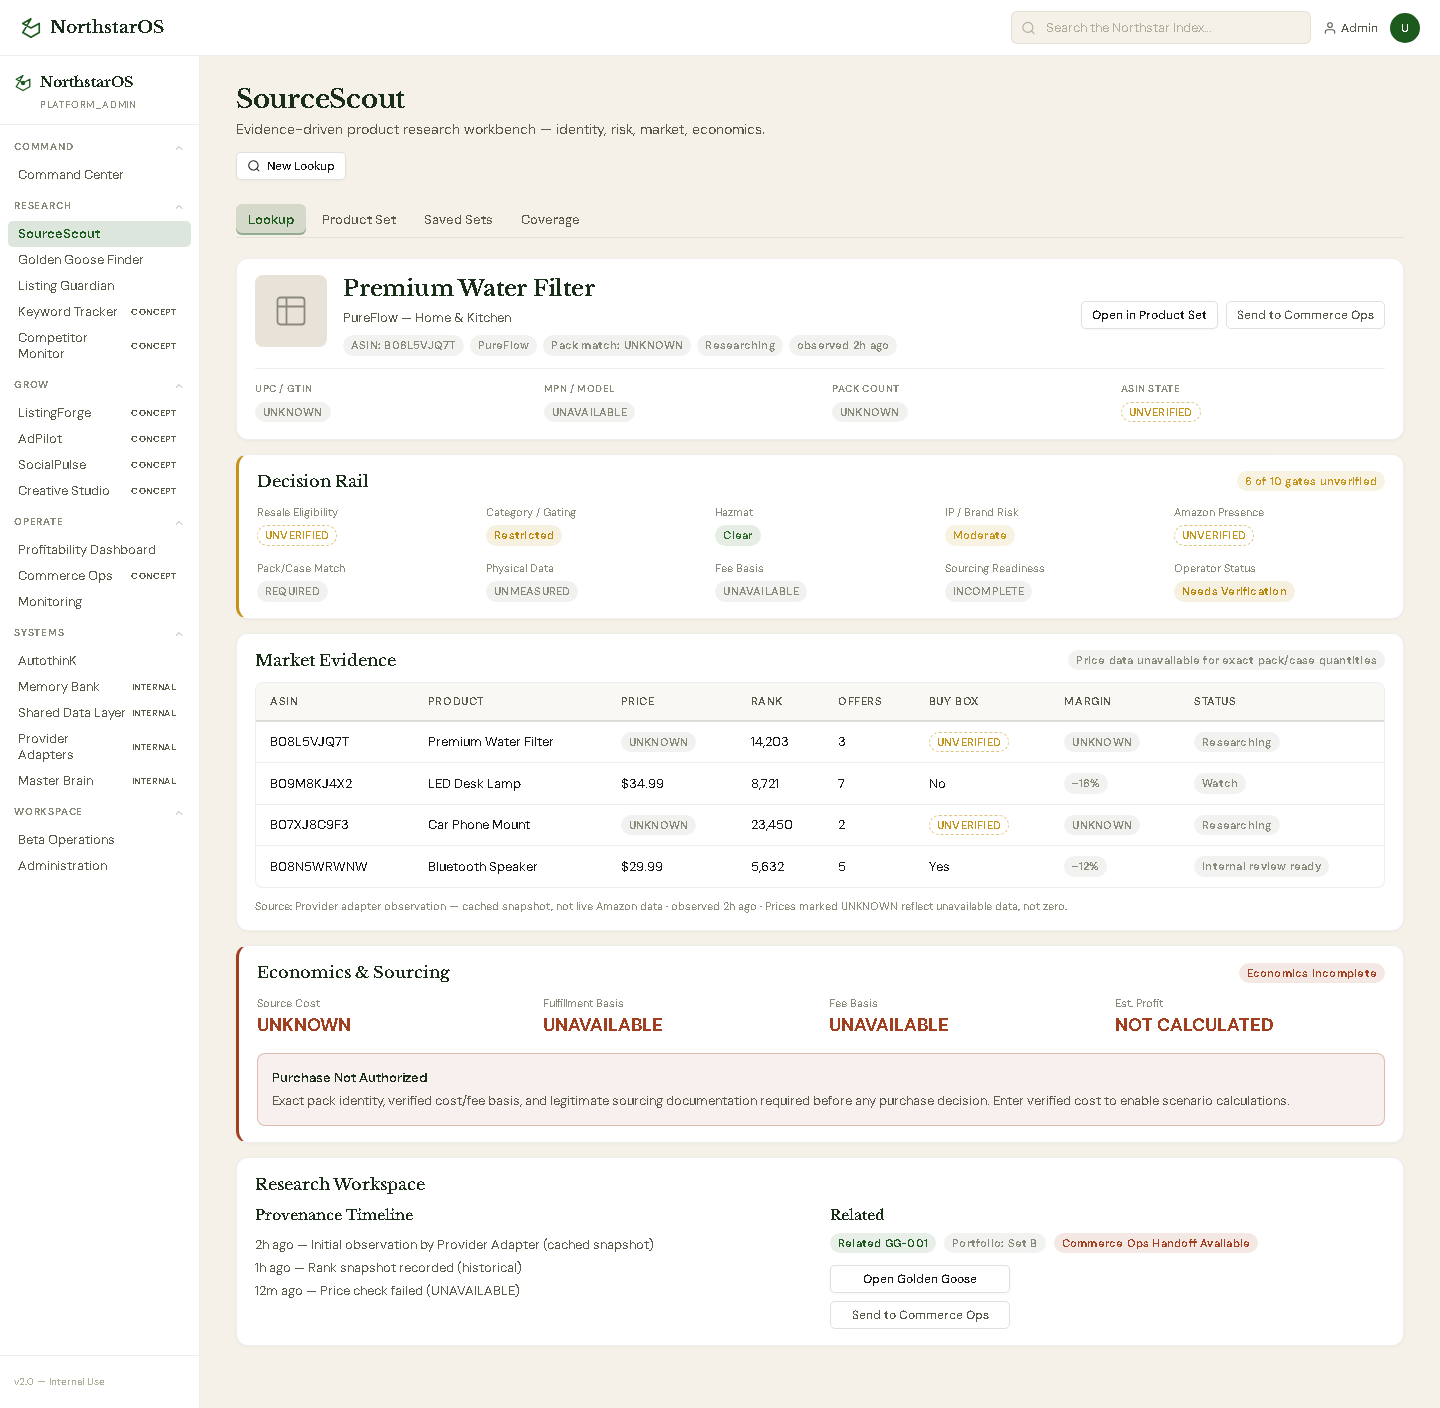 NorthstarOS
Search the Northstar Index...
Admin
U
NorthstarOS
PLATFORM_ADMIN
COMMAND
Command Center
RESEARCH
SourceScout
Golden Goose Finder
Listing Guardian
Keyword Tracker CONCEPT
Competitor
Monitor CONCEPT
GROW
ListingForge CONCEPT
AdPilot CONCEPT
SocialPulse CONCEPT
Creative Studio CONCEPT
OPERATE
Profitability Dashboard
Commerce Ops CONCEPT
Monitoring
SYSTEMS
AutothinK
Memory Bank INTERNAL
Shared Data Layer INTERNAL
Provider
Adapters INTERNAL
Master Brain INTERNAL
WORKSPACE
Beta Operations
Administration
v2.0 — Internal Use
SourceScout
Evidence-driven product research workbench — identity, risk, market, economics.
New Lookup
Lookup Product Set Saved Sets Coverage
Premium Water Filter
PureFlow — Home & Kitchen
ASIN: B08L5VJQ7T PureFlow Pack match: UNKNOWN Researching observed 2h ago
Open in Product Set Send to Commerce Ops
UPC / GTIN MPN / MODEL PACK COUNT ASIN STATE
UNKNOWN UNAVAILABLE UNKNOWN UNVERIFIED
Decision Rail 6 of 10 gates unverified
Resale Eligibility Category / Gating Hazmat IP / Brand Risk Amazon Presence
UNVERIFIED Restricted Clear Moderate UNVERIFIED
Pack/Case Match Physical Data Fee Basis Sourcing Readiness Operator Status
REQUIRED UNMEASURED UNAVAILABLE INCOMPLETE Needs Verification
Market Evidence Price data unavailable for exact pack/case quantities
ASIN PRODUCT PRICE RANK OFFERS BUY BOX MARGIN STATUS
B08L5VJQ7T Premium Water Filter UNKNOWN 14,203 3 UNVERIFIED UNKNOWN Researching
B09M8KJ4X2 LED Desk Lamp $34.99 8,721 7 No ~18% Watch
B07XJ8C9F3 Car Phone Mount UNKNOWN 23,450 2 UNVERIFIED UNKNOWN Researching
B08N5WRWNW Bluetooth Speaker $29.99 5,632 5 Yes ~12% Internal review ready
Source: Provider adapter observation — cached snapshot, not live Amazon data · observed 2h ago · Prices marked UNKNOWN reflect unavailable data, not zero.
Economics & Sourcing Economics Incomplete
Source Cost Fulfillment Basis Fee Basis Est. Profit
UNKNOWN UNAVAILABLE UNAVAILABLE NOT CALCULATED
Purchase Not Authorized
Exact pack identity, verified cost/fee basis, and legitimate sourcing documentation required before any purchase decision. Enter verified cost to enable scenario calculations.
Research Workspace
Provenance Timeline
2h ago — Initial observation by Provider Adapter (cached snapshot)
1h ago — Rank snapshot recorded (historical)
12m ago — Price check failed (UNAVAILABLE)
Related
Related GG-001 Portfolio: Set B Commerce Ops Handoff Available
Open Golden Goose
Send to Commerce Ops